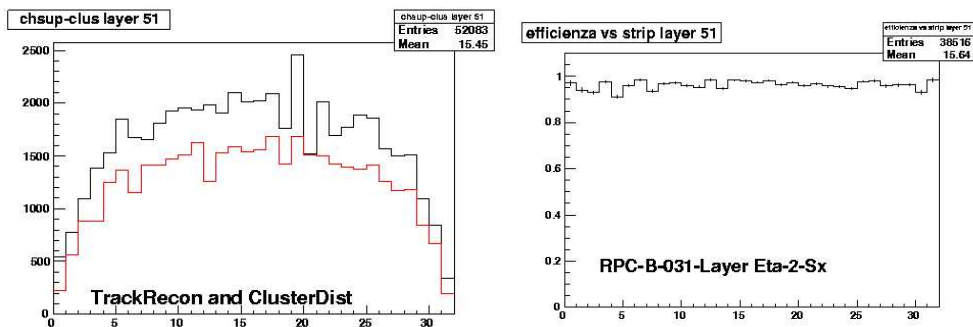 chsup-clus layer 51
chsup-clus layer 51
Entries 52083
Mean 15.45
2500
2000
1500
1000
500
0
0 5 10 15 20 25 30
TrackRecon and ClusterDist
efficienza vs strip layer 51
efficienza vs strip layer 51
Entries 38516
Mean 15.64
1
0.8
0.6
0.4
0.2
0
0 5 10 15 20 25 30
RPC-B-031-Layer Eta-2-Sx